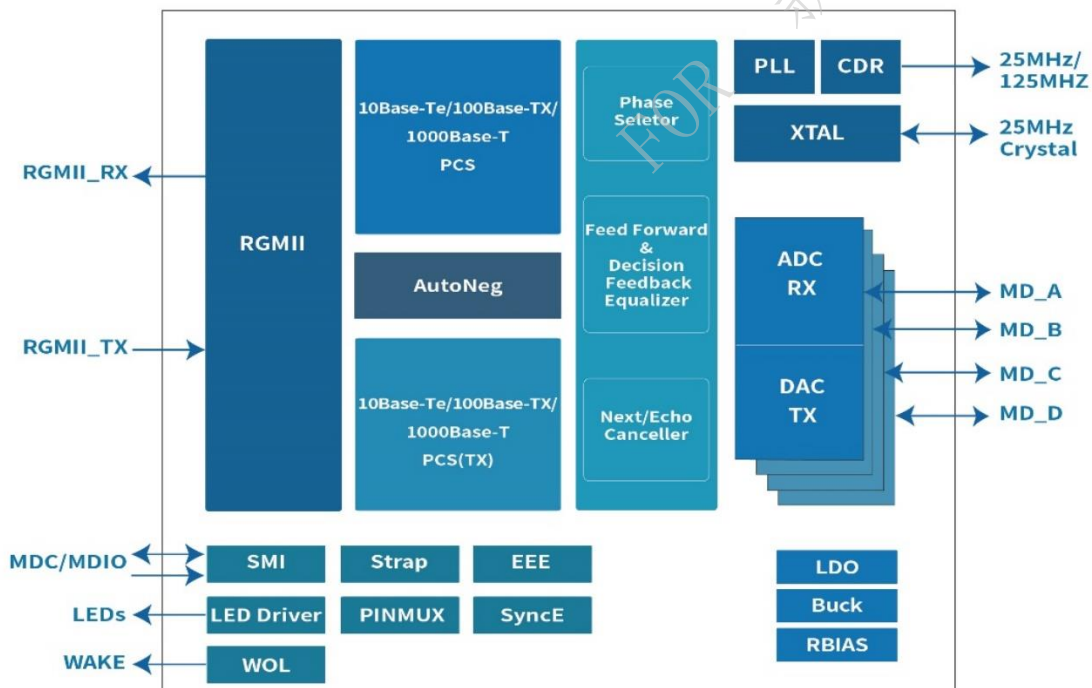 FOR
PLL
CDR
25MHz/
125MHZ
XTAL
25MHz
Crystal
10Base-Te/100Base-TX/
1000Base-T
PCS
Phase
Seletor
RGMII_RX
RGMII
Feed Forward
&
Decision
Feedback
Equalizer
ADC
RX
AutoNeg
MD_A
MD_B
RGMII_TX
MD_C
DAC
TX
MD_D
10Base-Te/100Base-TX/
1000Base-T
PCS(TX)
Next/Echo
Canceller
MDC/MDIO
SMI
Strap
EEE
LDO
LEDs
LED Driver
PINMUX
SyncE
Buck
WAKE
WOL
RBIAS